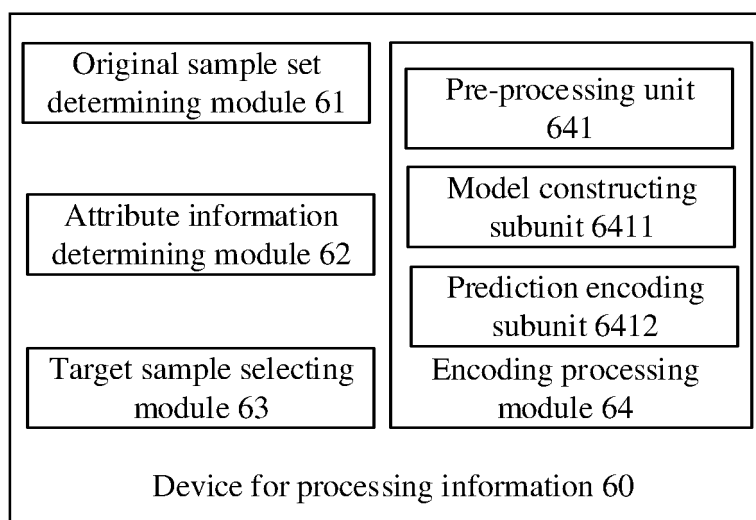 Original sample set
determining module 61
Attribute information
determining module 62
Target sample selecting
module 63
Pre-processing unit
641
Model constructing
subunit 6411
Prediction encoding
subunit 6412
Encoding processing
module 64
Device for processing information 60